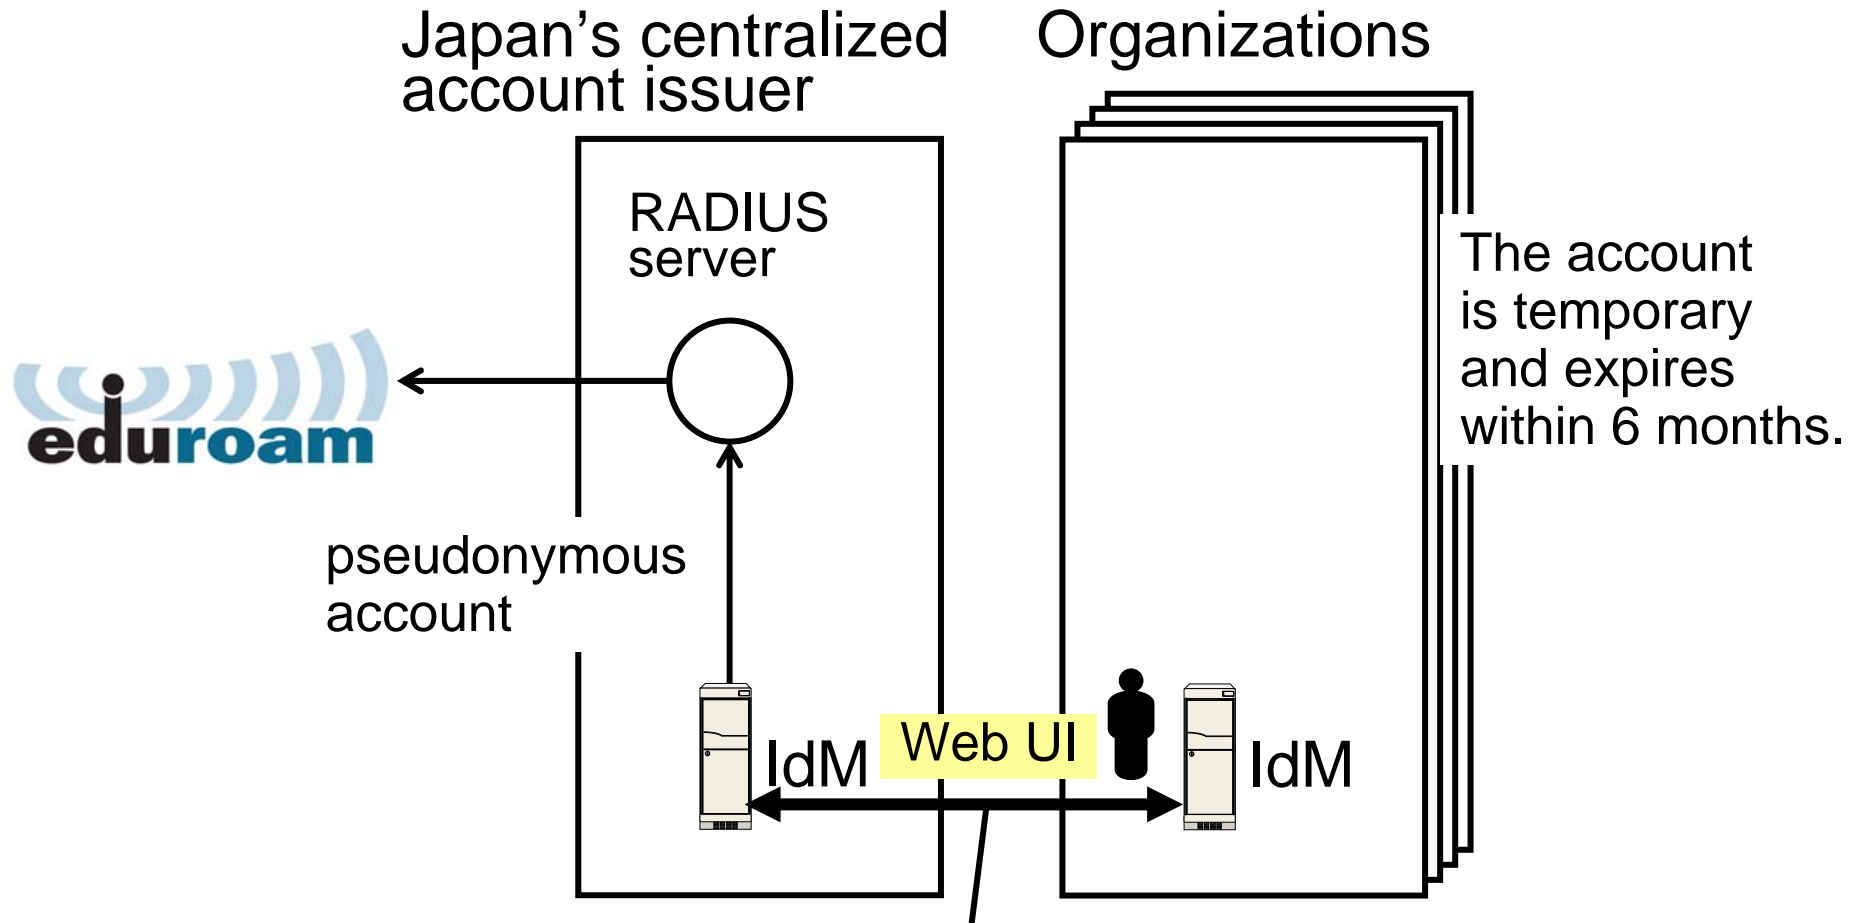 Japan’s centralized
account issuer
Organizations
RADIUS
server
The account
is temporary
and expires
within 6 months.
eduroam
pseudonymous
account
Web UI
IdM
IdM